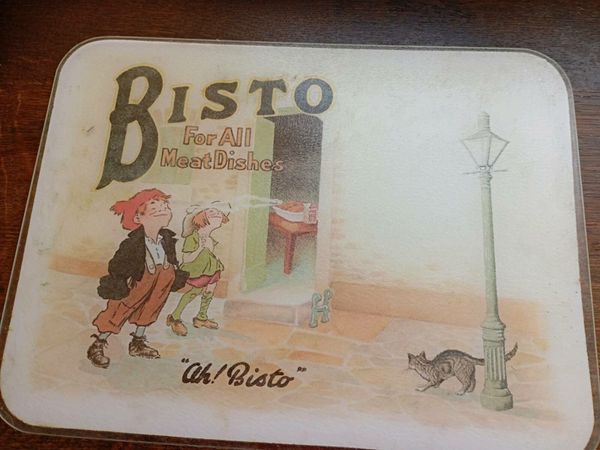 BISTO
For All
Meat Dishes
"Ah! Bisto"